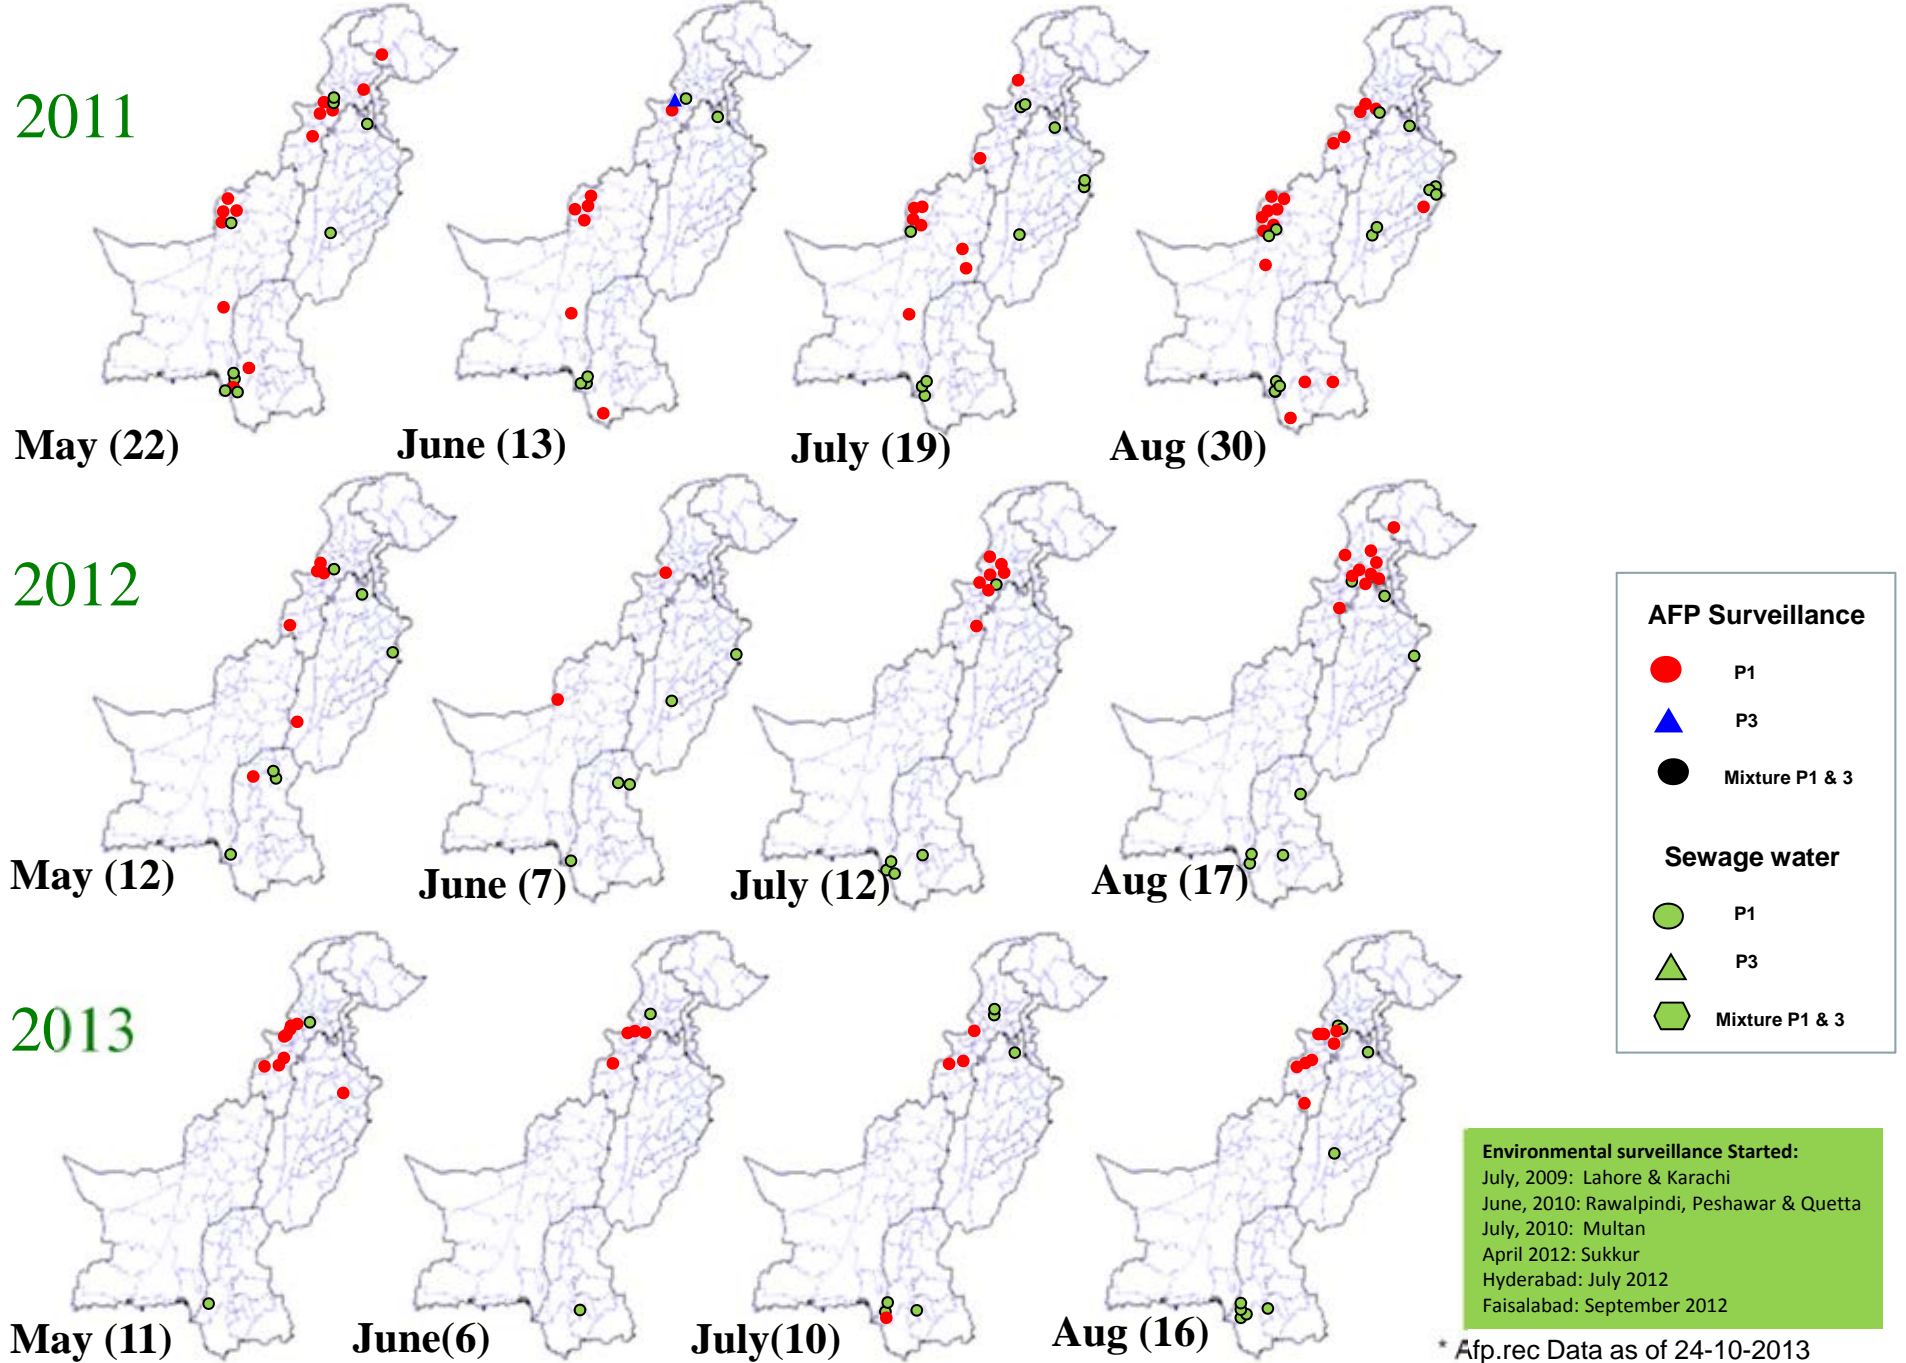 2011
May (22)
June (13)
July (19)
Aug (30)
2012
May (12)
June (7)
July (12)
Aug (17)
2013
May (11)
June(6)
July(10)
Aug (16)
AFP Surveillance
P1
P3
Mixture P1 & 3
Sewage water
P1
P3
Mixture P1 & 3
Environmental surveillance Started:
July, 2009: Lahore & Karachi
June, 2010: Rawalpindi, Peshawar & Quetta
July, 2010: Multan
April 2012: Sukkur
Hyderabad: July 2012
Faisalabad: September 2012
* Afp.rec Data as of 24-10-2013